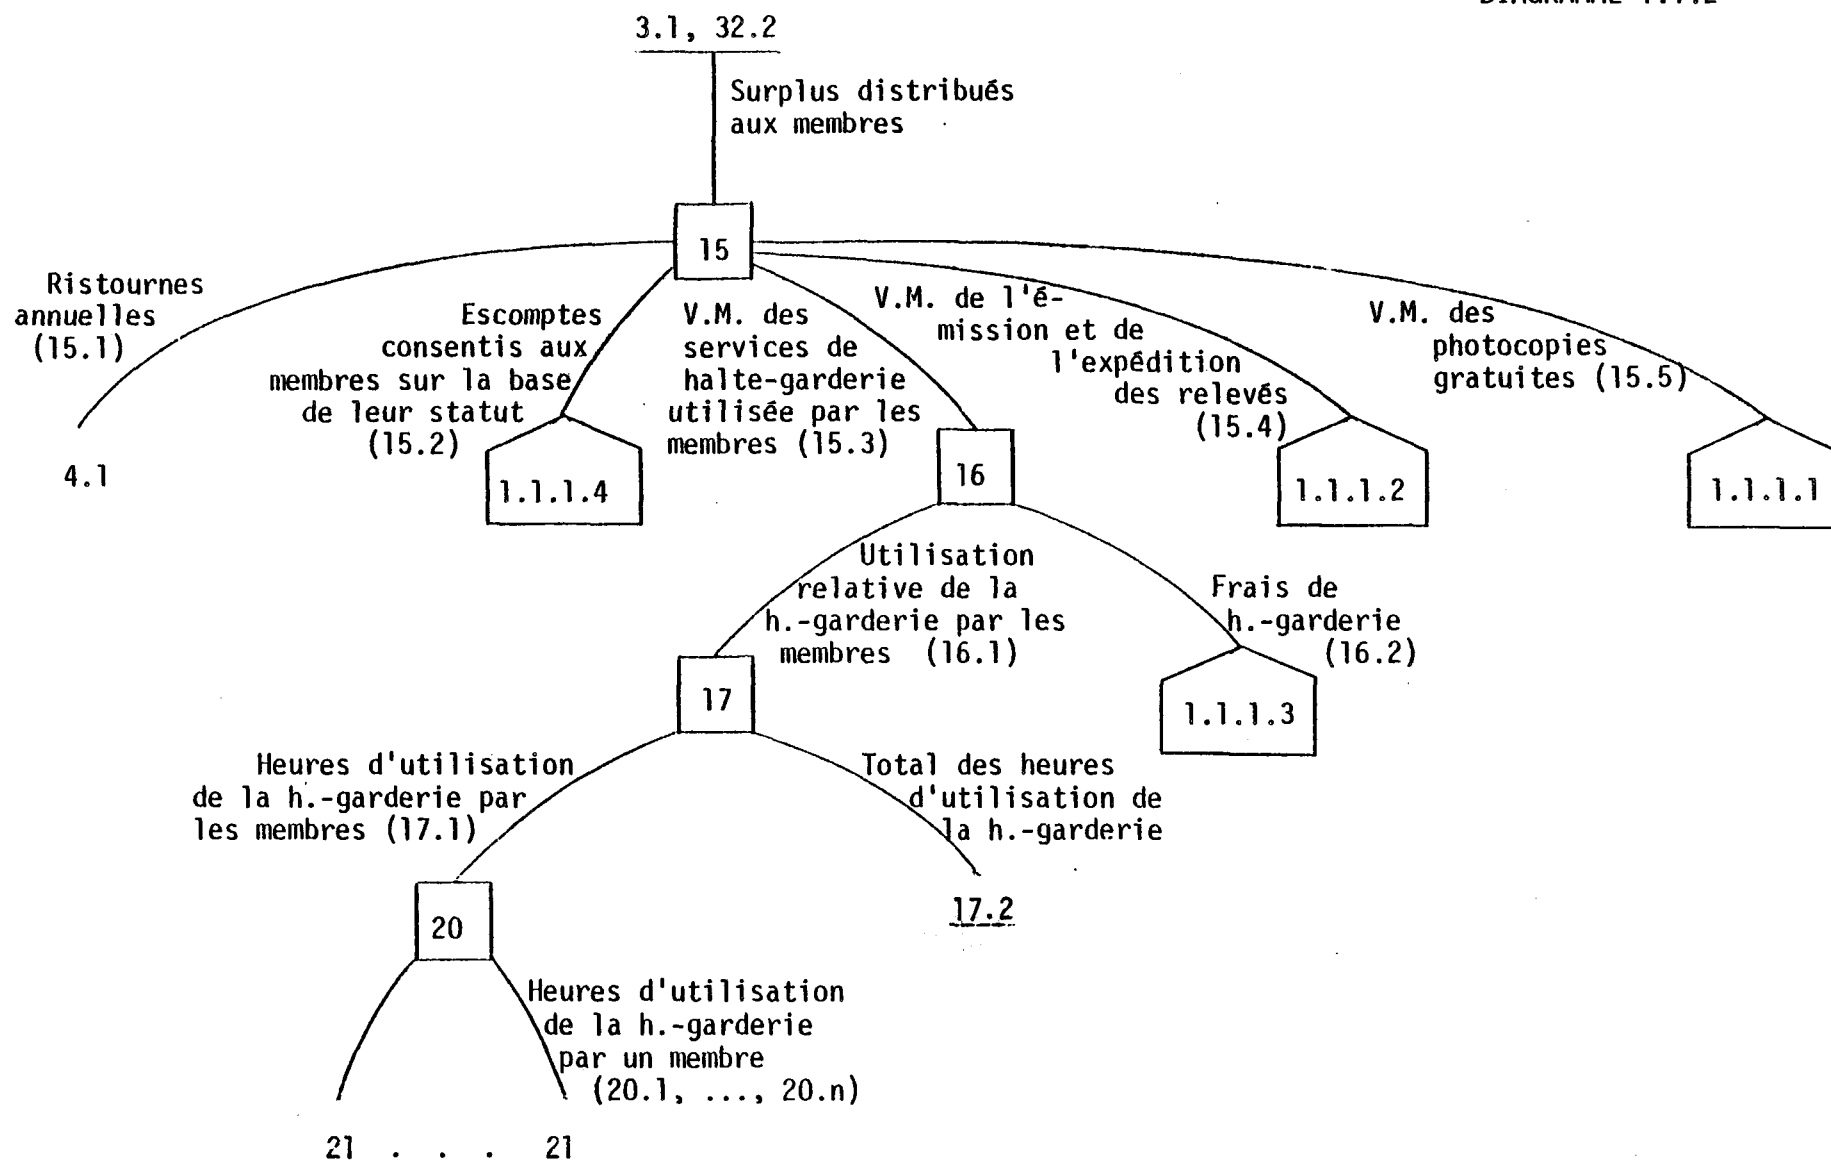 3.1, 32.2
Surplus distribués
aux membres
15
Ristournes
annuelles
(15.1)
4.1
Escomptes
consentis aux
membres sur la base
de leur statut
(15.2)
1.1.1.4
V.M. des
services de
halte-garderie
utilisée par les
membres (15.3)
16
V.M. de l'é-
mission et de
l'expédition
des relevés
(15.4)
1.1.1.2
V.M. des
photocopies
gratuites (15.5)
1.1.1.1
Utilisation
relative de la
h.-garderie par les
membres (16.1)
17
Frais de
h.-garderie
(16.2)
1.1.1.3
Heures d'utilisation
de la h.-garderie par
les membres (17.1)
20
Total des heures
d'utilisation de
la h.-garderie
17.2
Heures d'utilisation
de la h.-garderie
par un membre
(20.1, ..., 20.n)
21 . . . 21